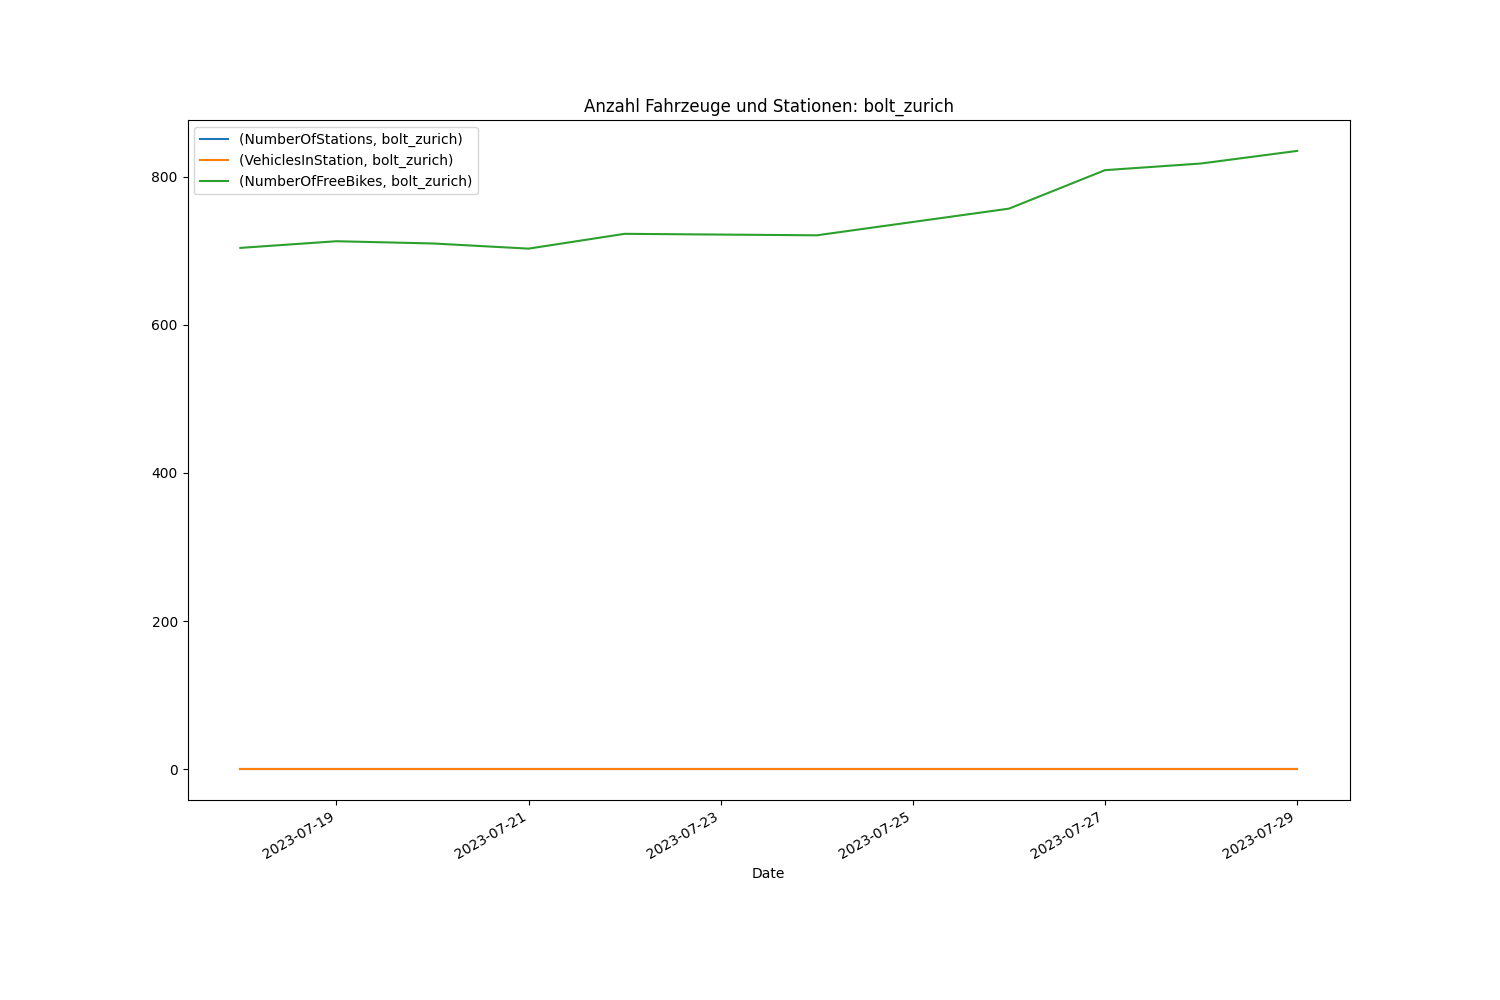 Anzahl Fahrzeuge und Stationen: bolt_zurich
(NumberOfStations, bolt_zurich)
(VehiclesInStation, bolt_zurich)
(NumberOfFreeBikes, bolt_zurich)
800
600
400
200
0
2023-07-19
2023-07-21
2023-07-23
2023-07-25
2023-07-27
2023-07-29
Date